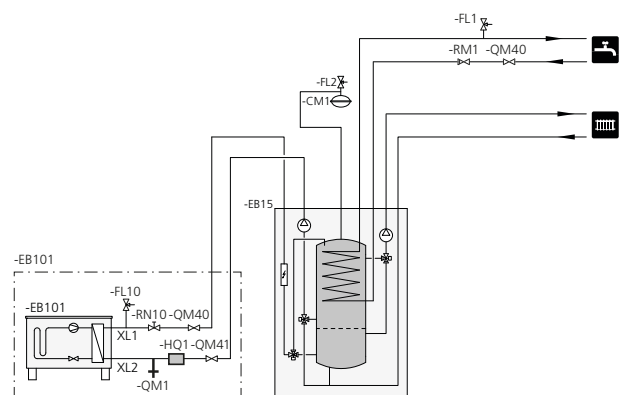 -FL1
-RM1 -QM40
-FL2
-CM1
-EB15
-EB101
-FL10
-EB101
-RN10 -QM40
XL1
-HQ1 -QM41
XL2
-QM1